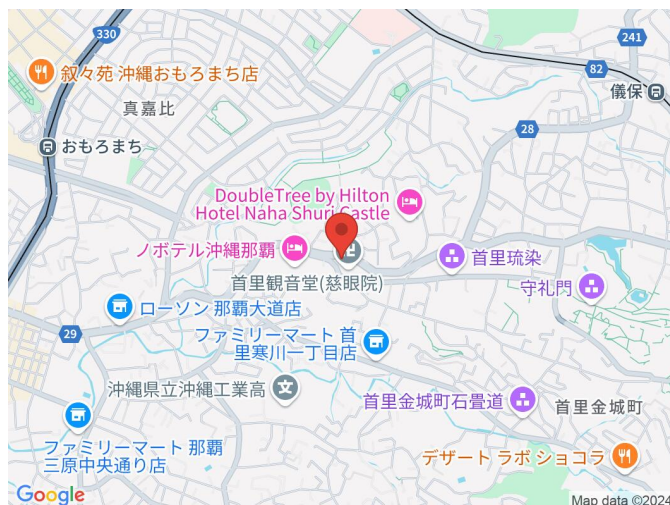 330
241
82
叙々苑 沖縄おもろまち店
儀保
真嘉比
28
おもろまち
DoubleTree by Hilton
Hotel Naha Shuri Castle
ノボテル沖縄那覇
首里琉染
首里観音堂(慈眼院)
守礼門
ローソン 那覇大道店
29
ファミリーマート 首
里寒川一丁目店
沖縄県立沖縄工業高
文
首里金城町石畳道
首里金城町
ファミリーマート 那覇
三原中央通り店
デザート ラボ ショコラ
Google
Map data ©2024